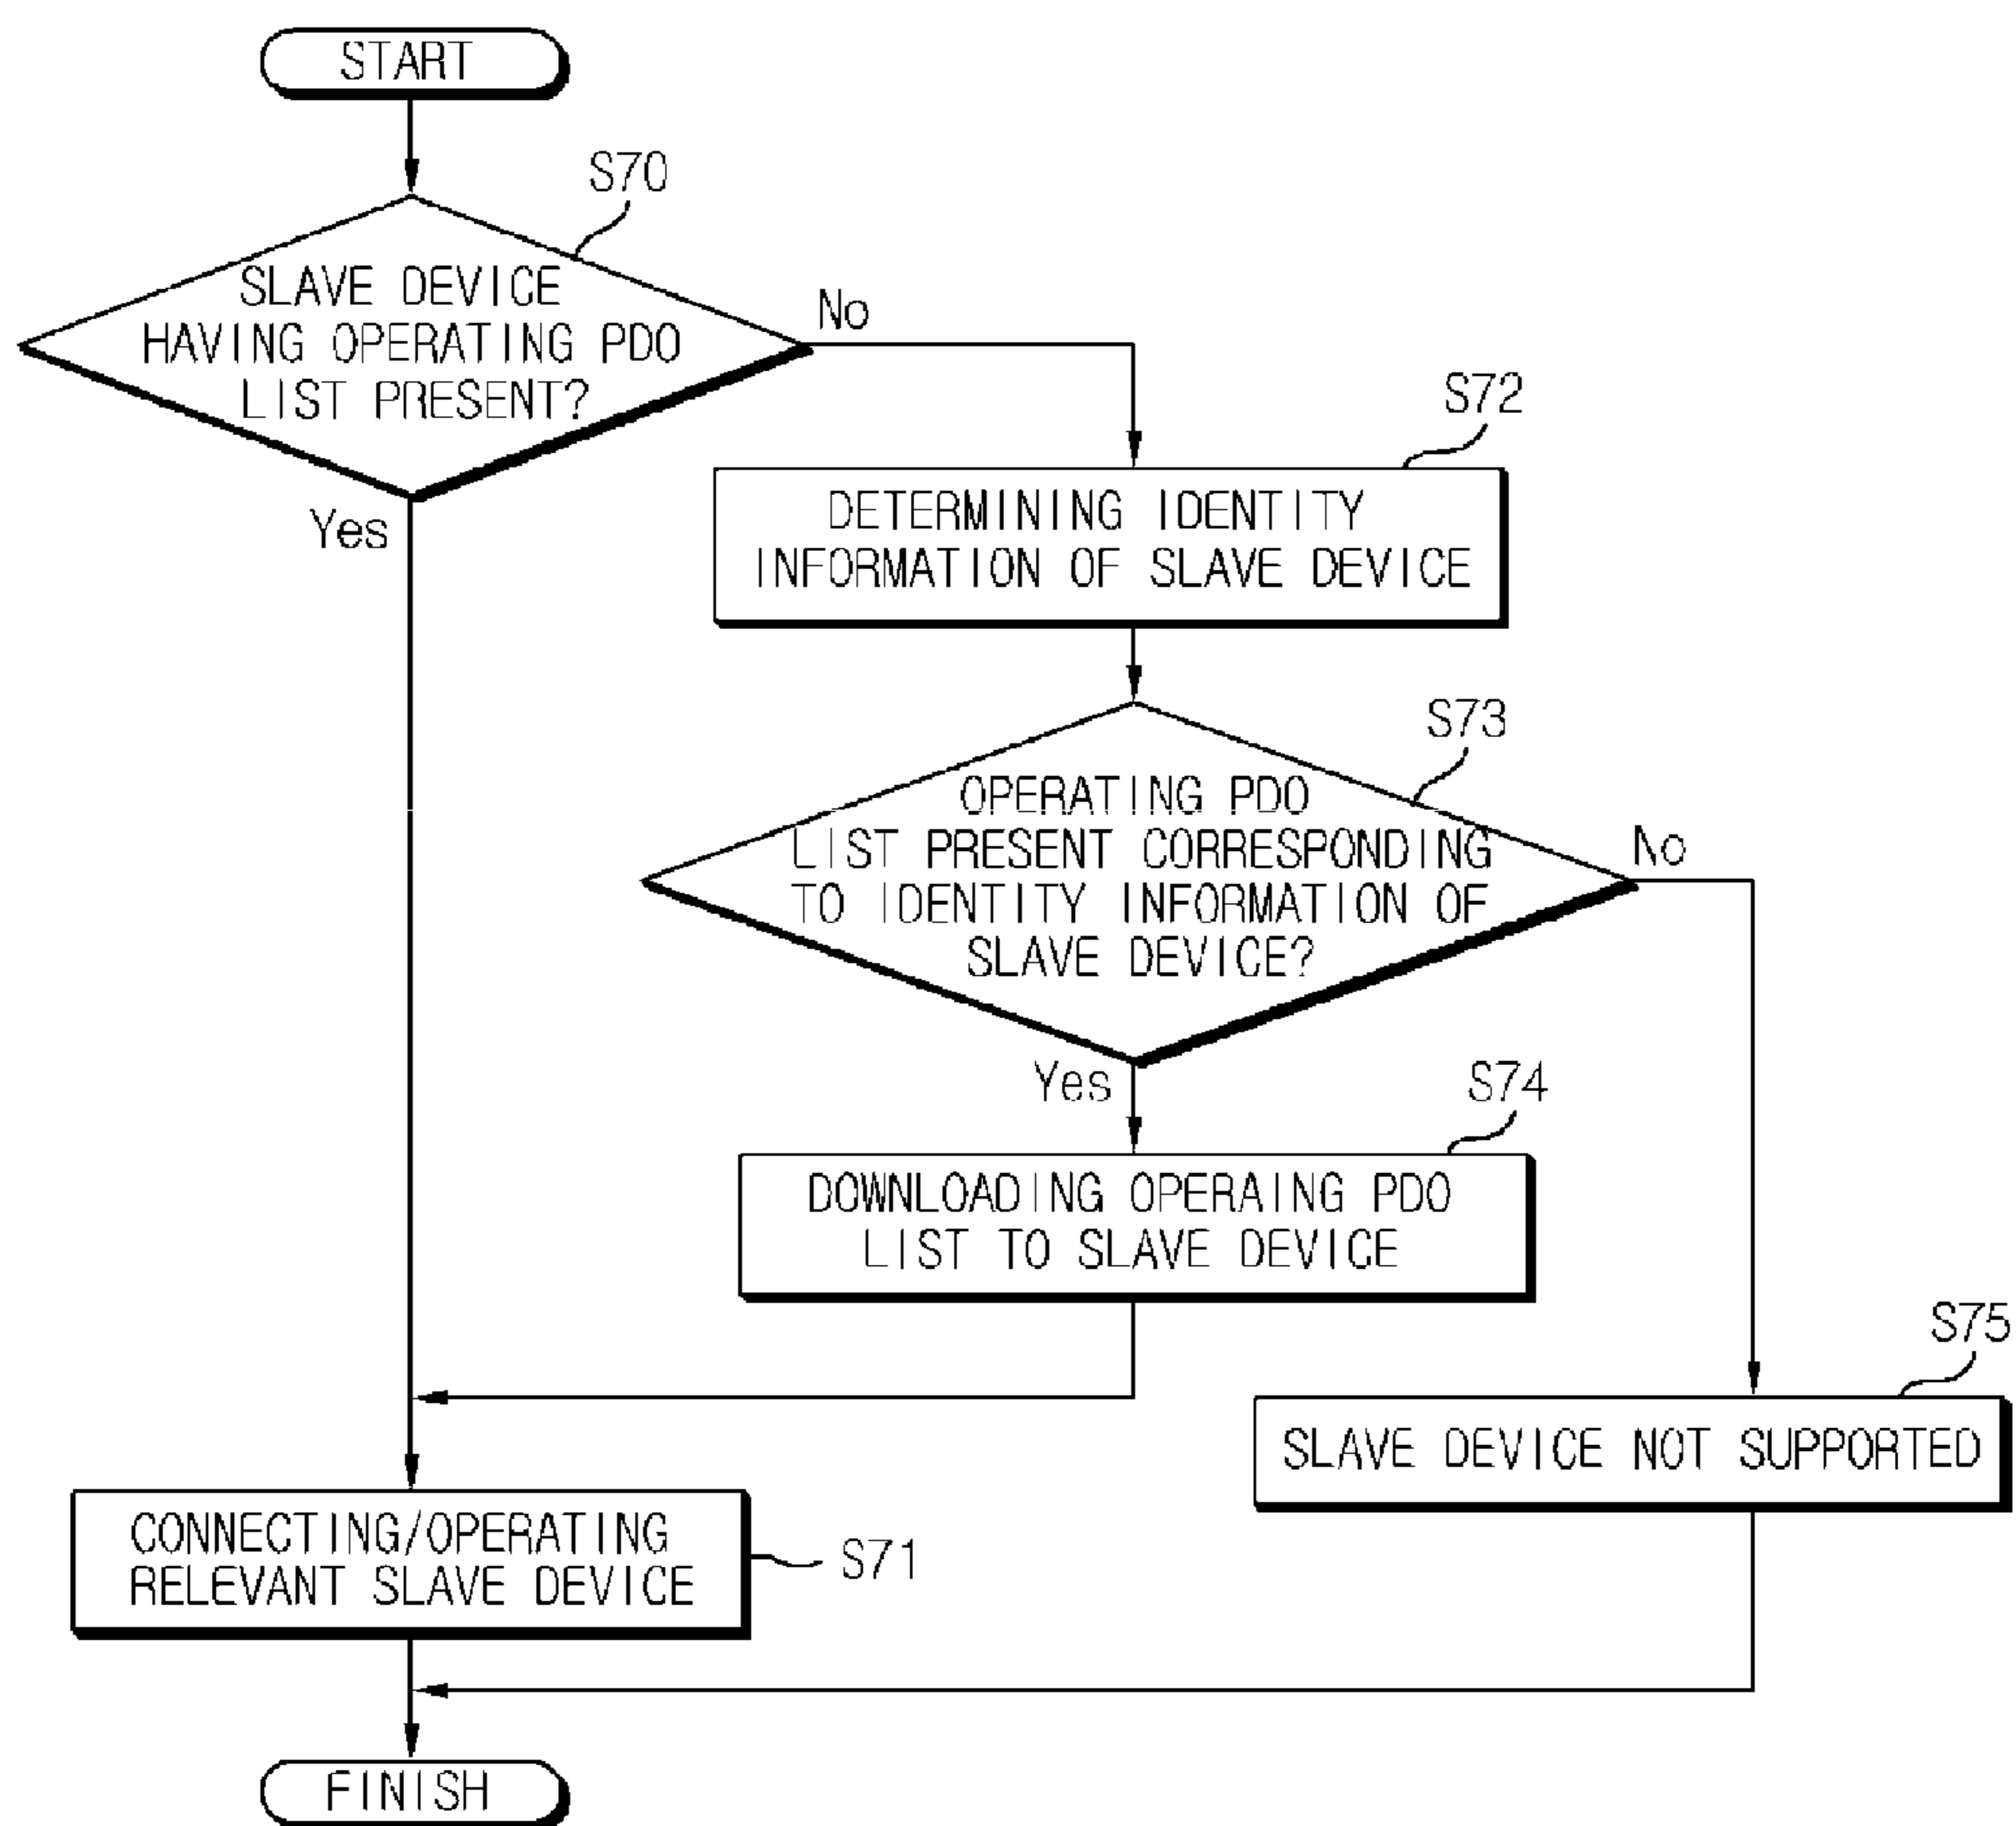 START
S70
SLAVE DEVICE
HAVING OPERATING PDO
LIST PRESENT?
No
Yes
S72
DETERMINING IDENTITY
INFORMATION OF SLAVE DEVICE
S73
OPERATING PDO
LIST PRESENT CORRESPONDING
TO IDENTITY INFORMATION OF
SLAVE DEVICE?
No
Yes
S74
DOWNLOADING OPERAING PDO
LIST TO SLAVE DEVICE
S75
SLAVE DEVICE NOT SUPPORTED
CONNECTING/OPERATING
RELEVANT SLAVE DEVICE
S71
FINISH